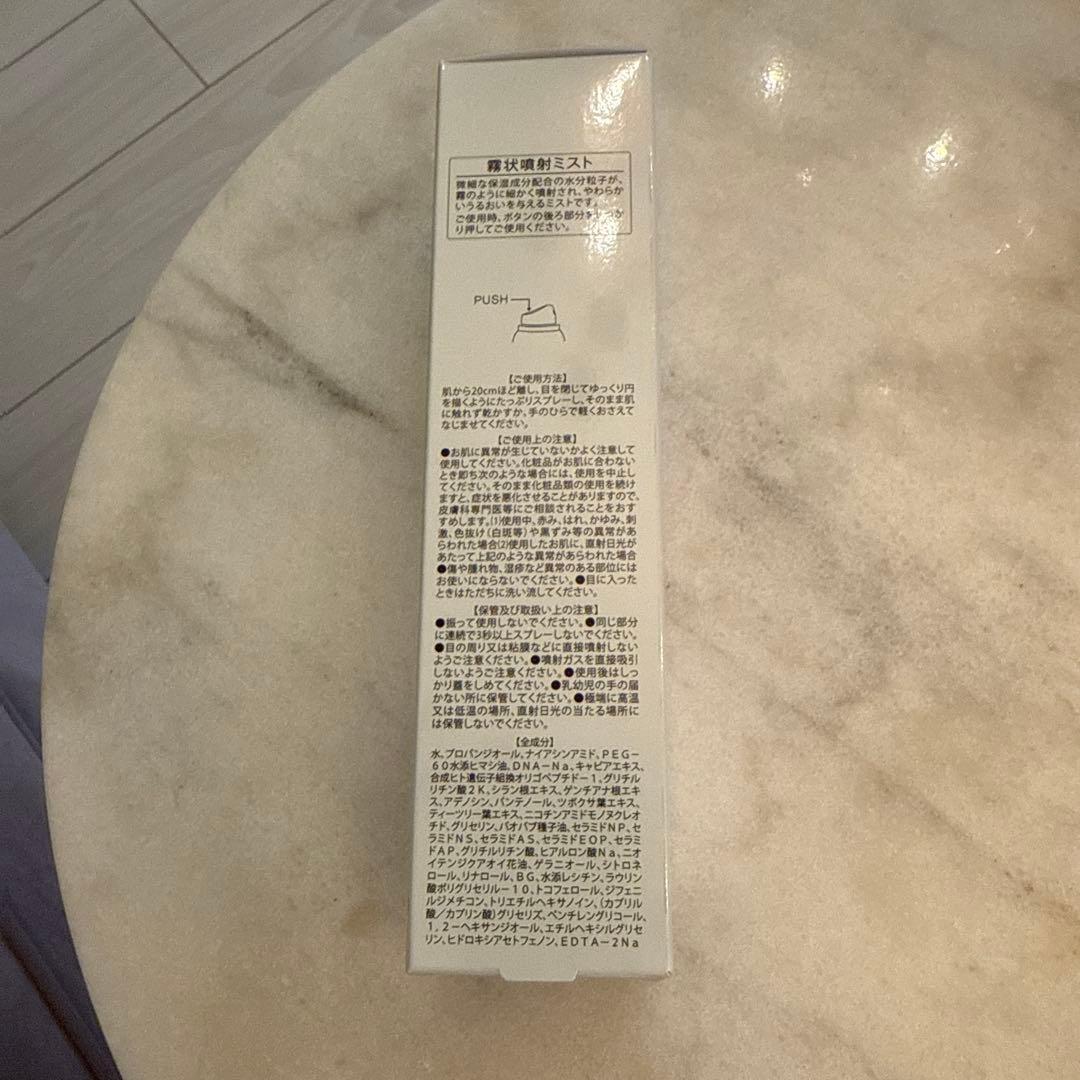 霧状噴射ミスト
微細な保湿成分配合の水分粒子が、
霧のように細かく噴射され、やわらか
いうるおいを与えるミストです。
ご使用時、ボタンの後ろ部分を
り押してご使用ください。
PUSH
【ご使用方法】
肌から20cmほど離し、目を閉じてゆっくり円
を描くようにたっぷりスプレーし、そのまま肌
に触れず乾かすか、手のひらで軽くおさえて
なじませてください。
【ご使用上の注意】
●お肌に異常が生じていないかよく注意して
使用してください。化粧品がお肌に合わない
とき即ち次のような場合には、使用を中止し
てください。そのまま化粧品類の使用を続け
ますと、症状を悪化させることがありますので、
皮膚科専門医等にご相談されることをおす
すめします。(1)使用中、赤み、はれ、かゆみ、刺
激、色抜け(白斑等)や黒ずみ等の異常があ
らわれた場合(2)使用したお肌に、直射日光が
あたって上記のような異常があらわれた場合
●傷や腫れ物、湿疹など異常のある部位には
お使いにならないでください。●目に入った
ときはただちに洗い流してください。
【保管及び取扱い上の注意】
●振って使用しないでください。●同じ部分
に連続で3秒以上スプレーしないでください。
●目の周り又は粘膜などに直接噴射しない
ようご注意ください。●噴射ガスを直接吸引
しないようご注意ください。●使用後はしっ
かり蓋をしめてください。●乳幼児の手の届
かない所に保管してください。●極端に高温
又は低温の場所、直射日光の当たる場所に
は保管しないでください。
【全成分】
水、プロパンジオール、ナイアシンアミド、PEG-
60水添ヒマシ油、DNA-Na、キャビアエキス、
合成ヒト遺伝子組換オリゴペプチド-1、グリチル
リチン酸2K、シラン根エキス、ゲンチアナ根エキ
ス、アデノシン、パンテノール、ツボクサ葉エキス、
ティーツリー葉エキス、ニコチンアミドモノヌクレオ
チド、グリセリン、バオバブ種子油、セラミドNP、セ
ラミドNS、セラミドAS、セラミドEOP、セラミ
ドAP、グリチルリチン酸、ヒアルロン酸Na、ニオ
イテンジクアオイ花油、ゲラニオール、シトロネ
ロール、リナロール、BG、水添レシチン、ラウリン
酸ポリグリセリル-10、トコフェロール、ジフェニ
ルジメチコン、トリエチルヘキサノイン、(カプリル
酸/カプリン酸)グリセリズ、ペンチレングリコール、
1,2-ヘキサンジオール、エチルヘキシルグリセ
リン、ヒドロキシアセトフェノン、EDTA-2Na